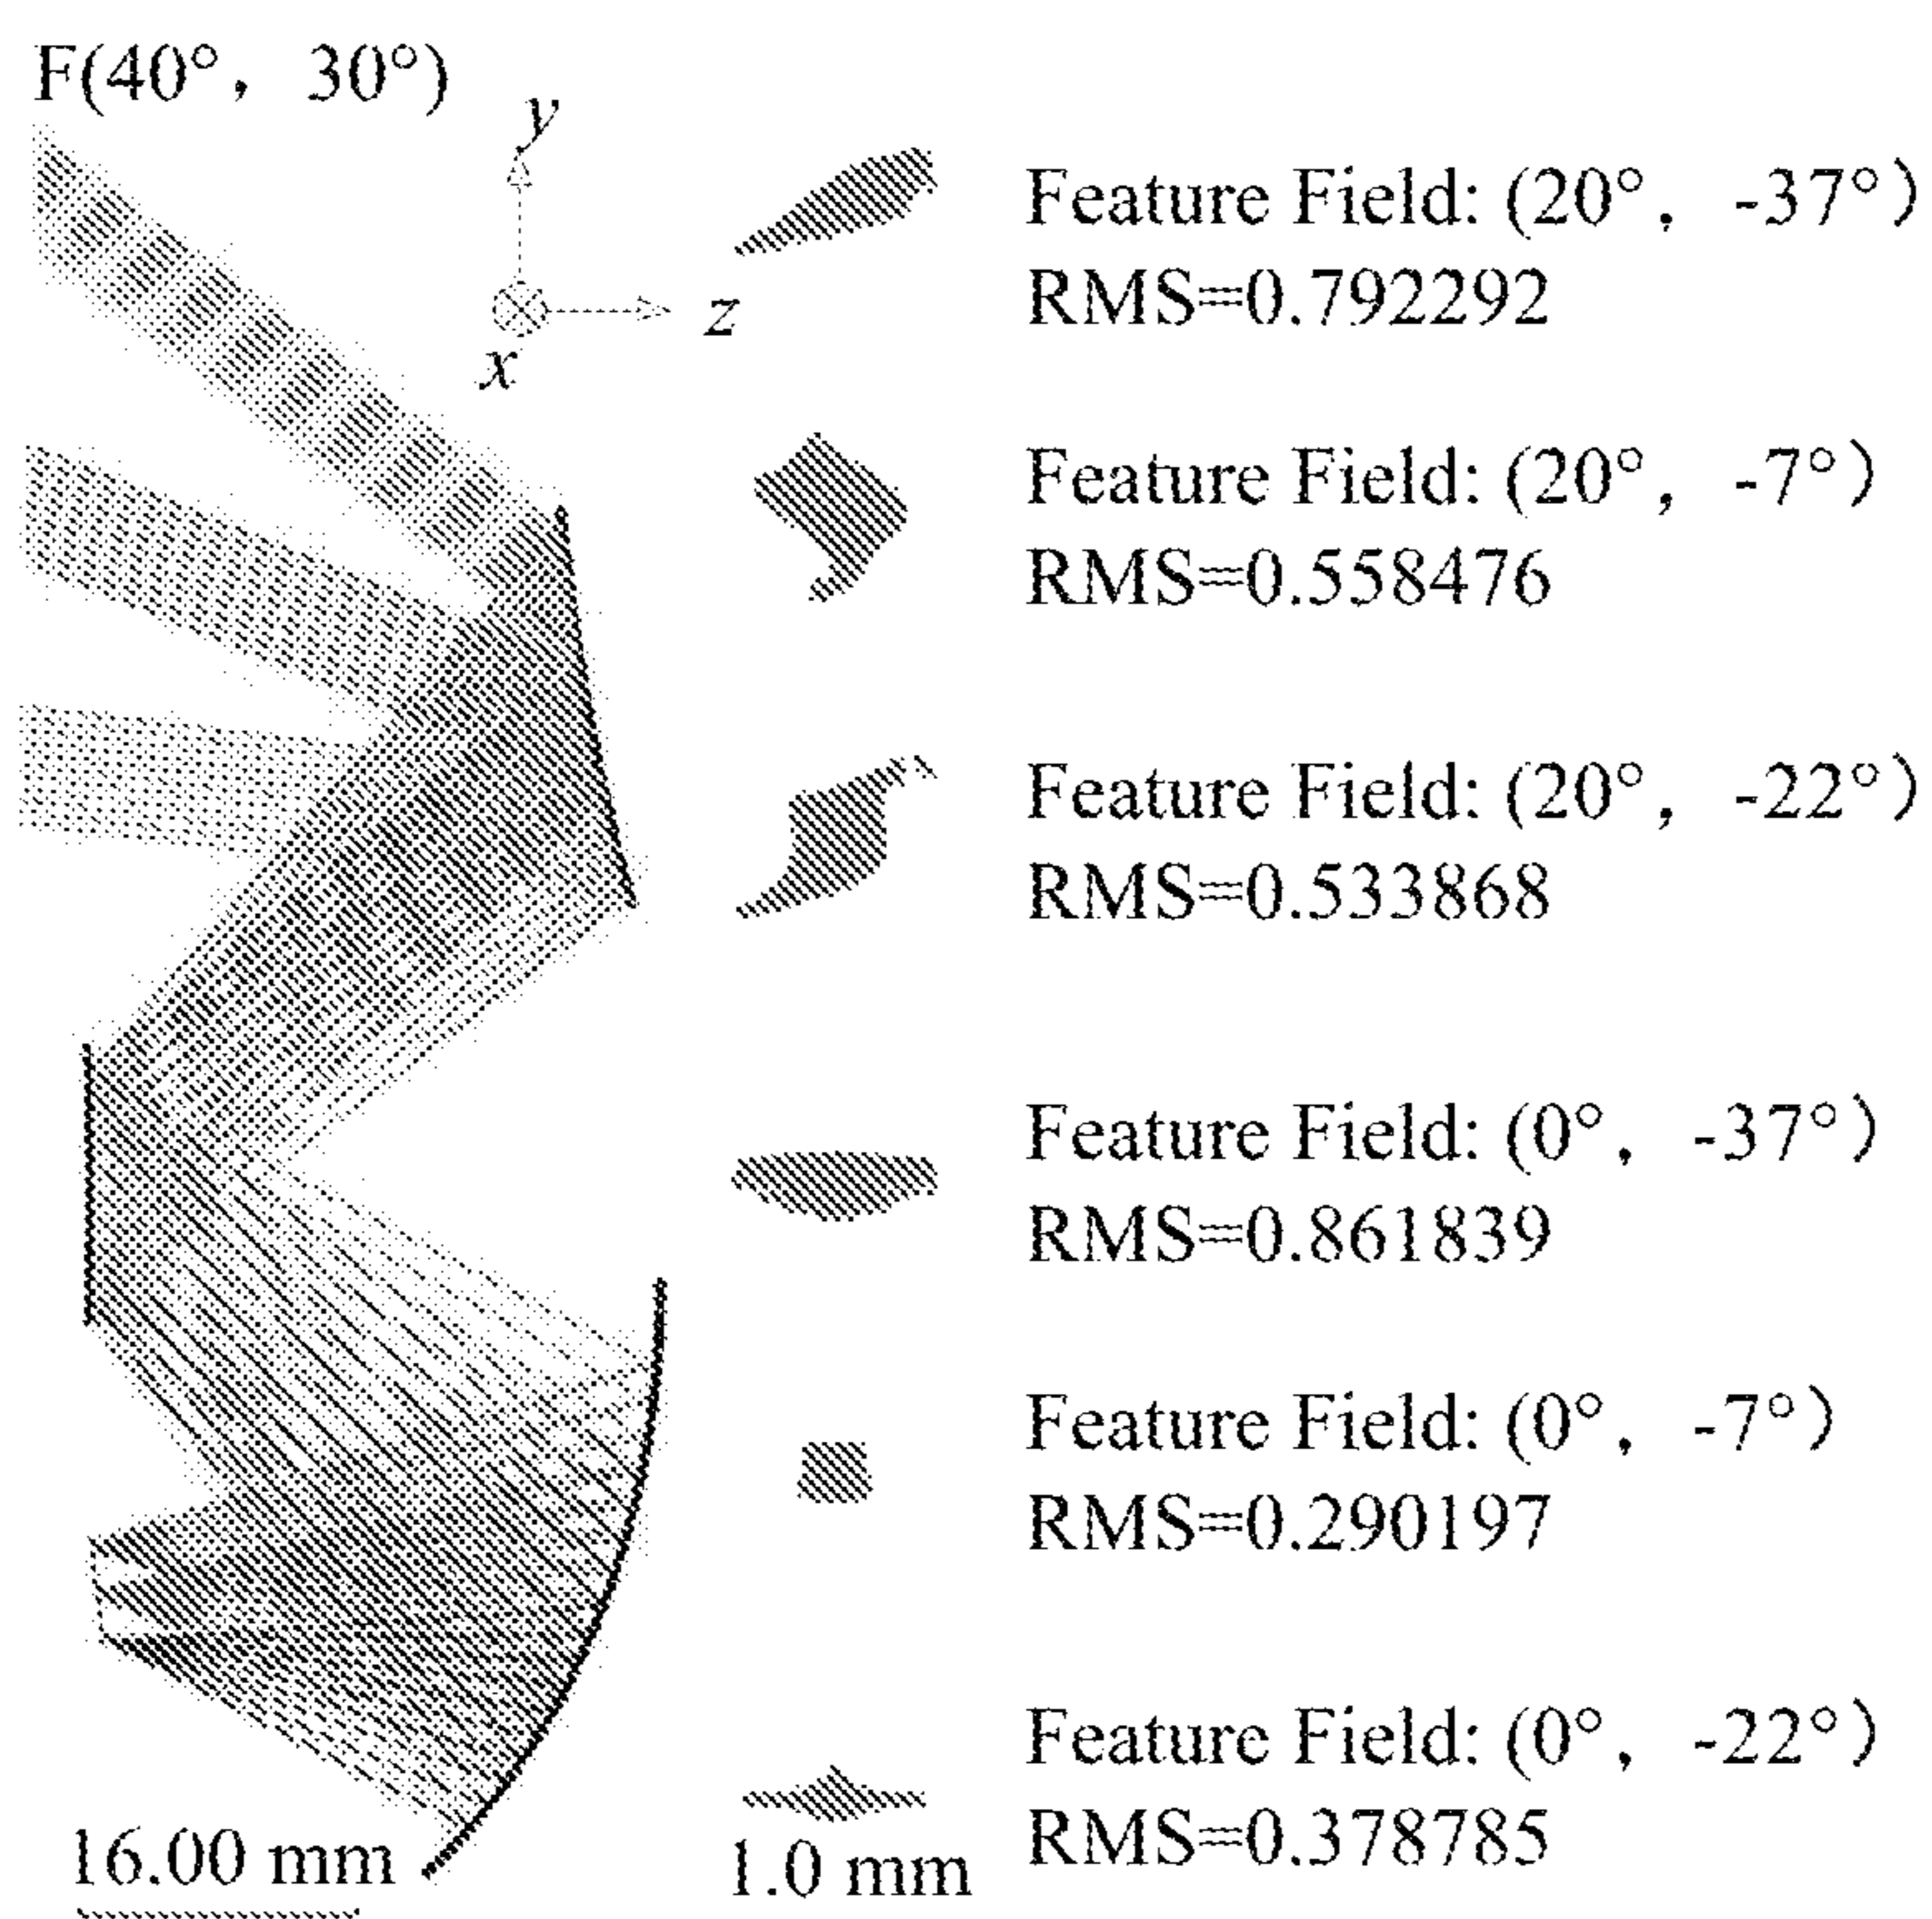 F(40°, 30°)
y
z
x
Feature Field: (20°, -37°)
RMS=0.792292
Feature Field: (20°, -7°)
RMS=0.558476
Feature Field: (20°, -22°)
RMS=0.533868
Feature Field: (0°, -37°)
RMS=0.861839
Feature Field: (0°, -7°)
RMS=0.290197
Feature Field: (0°, -22°)
RMS=0.378785
16.00 mm
1.0 mm